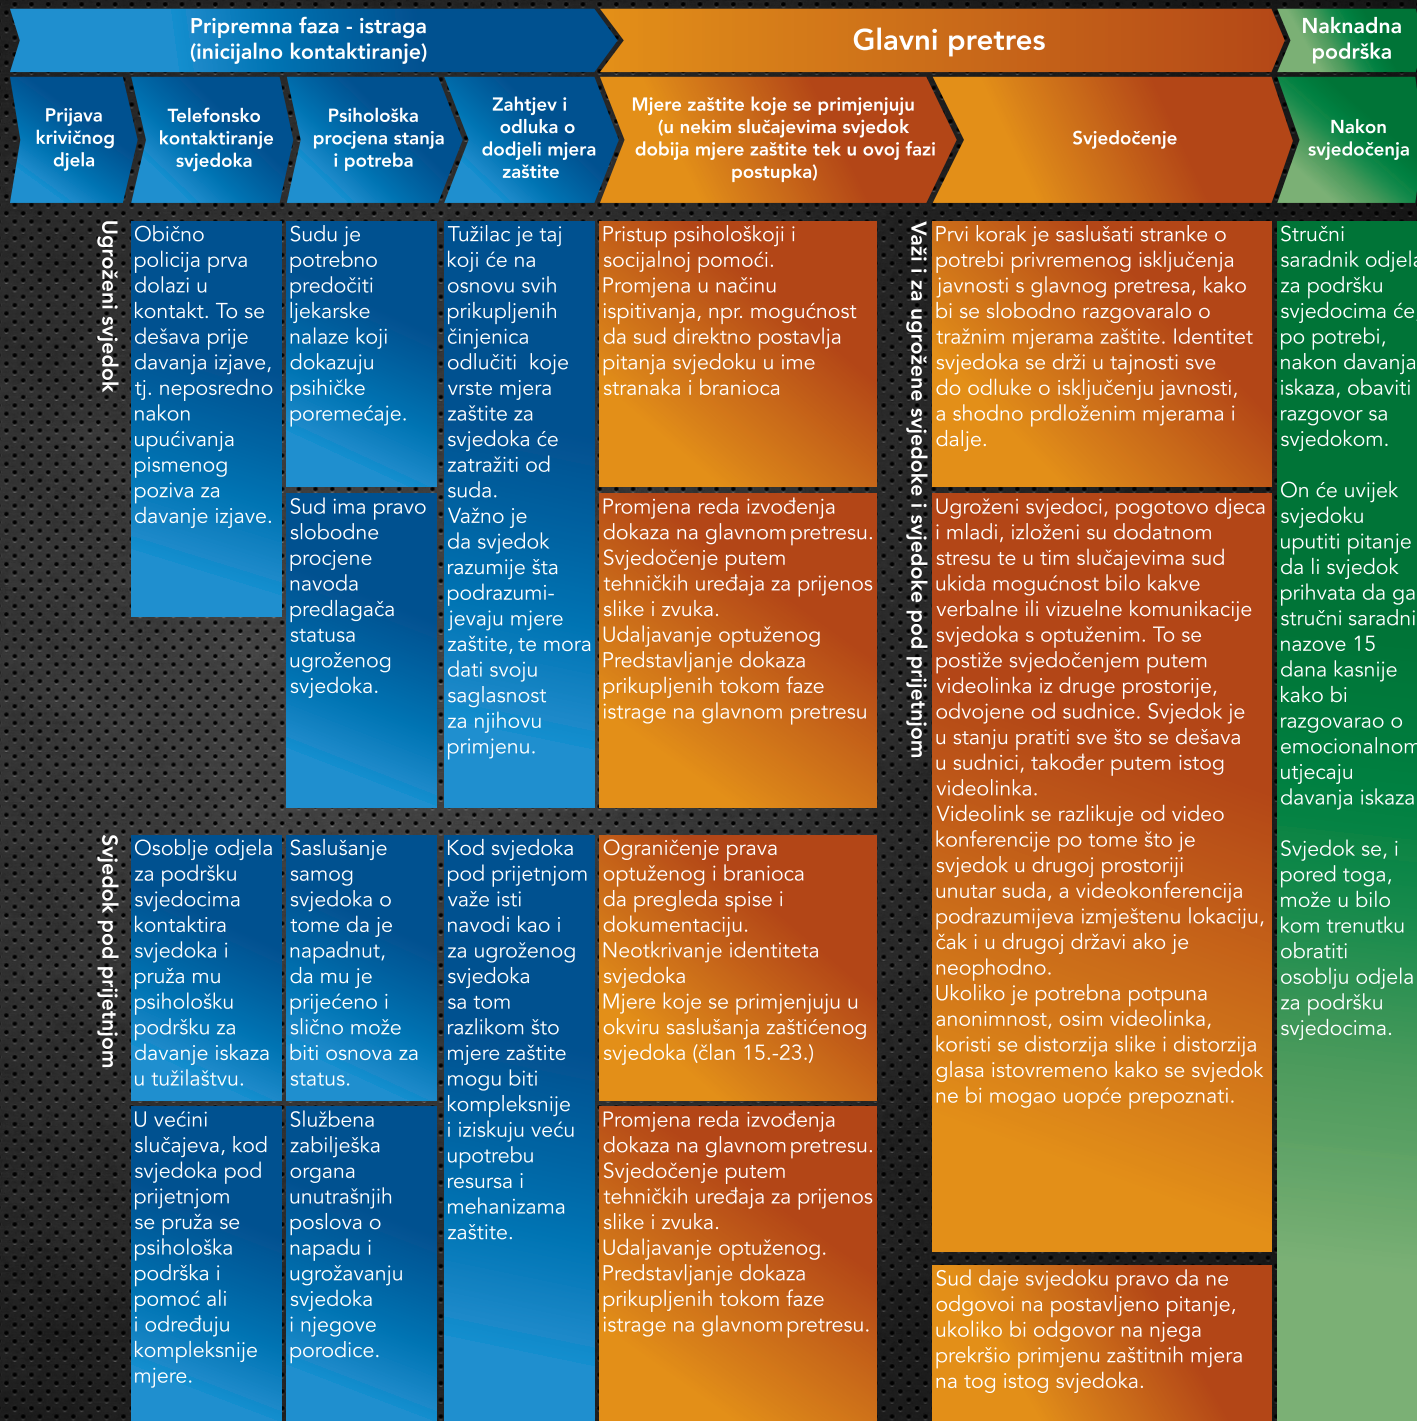 Pripremna faza - istraga
(inicijalno kontaktiranje)
Glavni pretres
Naknadna
podrška
Prijava
krivičnog
djela
Telefonsko
kontaktiranje
svjedoka
Psihološka
procjena stanja
i potreba
Zahtjev i
odluka o
dodjeli mjera
zaštite
Mjere zaštite koje se primjenjuju
(u nekim slučajevima svjedok
dobija mjere zaštite tek u ovoj fazi
postupka)
Svjedočenje
Nakon
svjedočenja
Ugroženi svjedok
Obično
policija prva
dolazi u
kontakt. To se
dešava prije
davanja izjave,
tj. neposredno
nakon
upućivanja
pismenog
poziva za
davanje izjave.
Sudu je
potrebno
predočiti
ljekarske
nalaze koji
dokazuju
psihičke
poremećaje.
Sud ima pravo
slobodne
procjene
navoda
predlagača
statusa
ugroženog
svjedoka.
Tužilac je taj
koji će na
osnovu svih
prikupljenih
činjenica
odlučiti koje
vrste mjera
zaštite za
svjedoka će
zatražiti od
suda.
Važno je
da svjedok
razumije šta
podrazumi-
jevaju mjere
zaštite, te mora
dati svoju
saglasnost
za njihovu
primjenu.
Pristup psihološkoji i
socijalnoj pomoći.
Promjena u načinu
ispitivanja, npr. mogućnost
da sud direktno postavlja
pitanja svjedoku u ime
stranaka i branioca
Promjena reda izvođenja
dokaza na glavnom pretresu.
Svjedočenje putem
tehničkih uređaja za prijenos
slike i zvuka.
Udaljavanje optuženog
Predstavljanje dokaza
prikupljenih tokom faze
istrage na glavnom pretresu
Svjedok pod prijetnjom
Osoblje odjela
za podršku
svjedocima
kontaktira
svjedoka i
pruža mu
psihološku
podršku za
davanje iskaza
u tužilaštvu.
U većini
slučajeva, kod
svjedoka pod
prijetnjom
se pruža se
psihološka
podrška i
pomoć ali
i određuju
kompleksnije
mjere.
Saslušanje
samog
svjedoka o
tome da je
napadnut,
da mu je
prijećeno i
slično može
biti osnova za
status.
Službena
zabilješka
organa
unutrašnjih
poslova o
napadu i
ugrožavanju
svjedoka
i njegove
porodice.
Kod svjedoka
pod prijetnjom
važe isti
navodi kao i
za ugroženog
svjedoka
sa tom
razlikom što
mjere zaštite
mogu biti
kompleksnije
i iziskuju veću
upotrebu
resursa i
mehanizama
zaštite.
Ograničenje prava
optuženog i branioca
da pregleda spise i
dokumentaciju.
Neotkrivanje identiteta
svjedoka
Mjere koje se primjenjuju u
okviru saslušanja zaštićenog
svjedoka (član 15.-23.)
Promjena reda izvođenja
dokaza na glavnom pretresu.
Svjedočenje putem
tehničkih uređaja za prijenos
slike i zvuka.
Udaljavanje optuženog.
Predstavljanje dokaza
prikupljenih tokom faze
istrage na glavnom pretresu.
Važi i za ugrožene svjedoke i svjedoke pod prijetnjom
Prvi korak je saslušati stranke o
potrebi privremenog isključenja
javnosti s glavnog pretresa, kako
bi se slobodno razgovaralo o
tražnim mjerama zaštite. Identitet
svjedoka se drži u tajnosti sve
do odluke o isključenju javnosti,
a shodno prdloženim mjerama i
dalje.
Ugroženi svjedoci, pogotovo djeca
i mladi, izloženi su dodatnom
stresu te u tim slučajevima sud
ukida mogućnost bilo kakve
verbalne ili vizuelne komunikacije
svjedoka s optuženim. To se
postiže svjedočenjem putem
videolinka iz druge prostorije,
odvojene od sudnice. Svjedok je
u stanju pratiti sve što se dešava
u sudnici, također putem istog
videolinka.
Videolink se razlikuje od video
konferencije po tome što je
svjedok u drugoj prostoriji
unutar suda, a videokonferencija
podrazumijeva izmještenu lokaciju,
čak i u drugoj državi ako je
neophodno.
Ukoliko je potrebna potpuna
anonimnost, osim videolinka,
koristi se distorzija slike i distorzija
glasa istovremeno kako se svjedok
ne bi mogao uopće prepoznati.
Sud daje svjedoku pravo da ne
odgovoi na postavljeno pitanje,
ukoliko bi odgovor na njega
prekršio primjenu zaštitnih mjera
na tog istog svjedoka.
Stručni
saradnik odjela
za podršku
svjedocima će,
po potrebi,
nakon davanja
iskaza, obaviti
razgovor sa
svjedokom.
On će uvijek
svjedoku
uputiti pitanje
da li svjedok
prihvata da ga
stručni saradni
nazove 15
dana kasnije
kako bi
razgovarao o
emocionalnom
utjecaju
davanja iskaza
Svjedok se, i
pored toga,
može u bilo
kom trenutku
obratiti
osoblju odjela
za podršku
svjedocima.